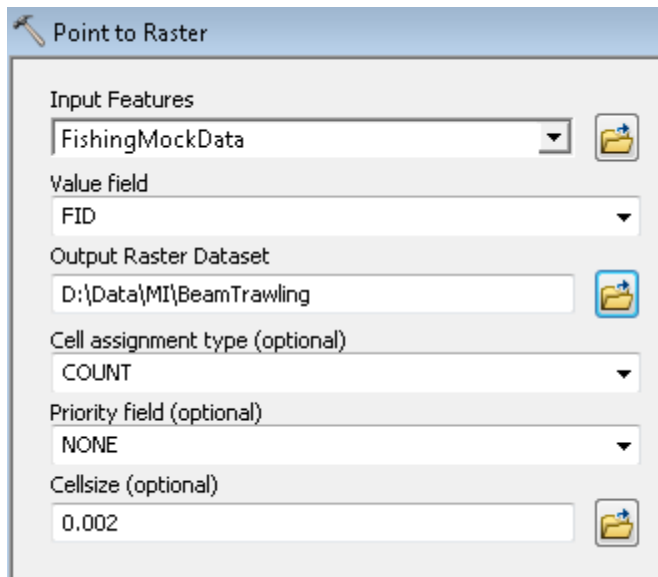 Point to Raster
Input Features
FishingMockData
Value field
FID
Output Raster Dataset
D:\Data\MI\BeamTrawling
Cell assignment type (optional)
COUNT
Priority field (optional)
NONE
Cellsize (optional)
0.002